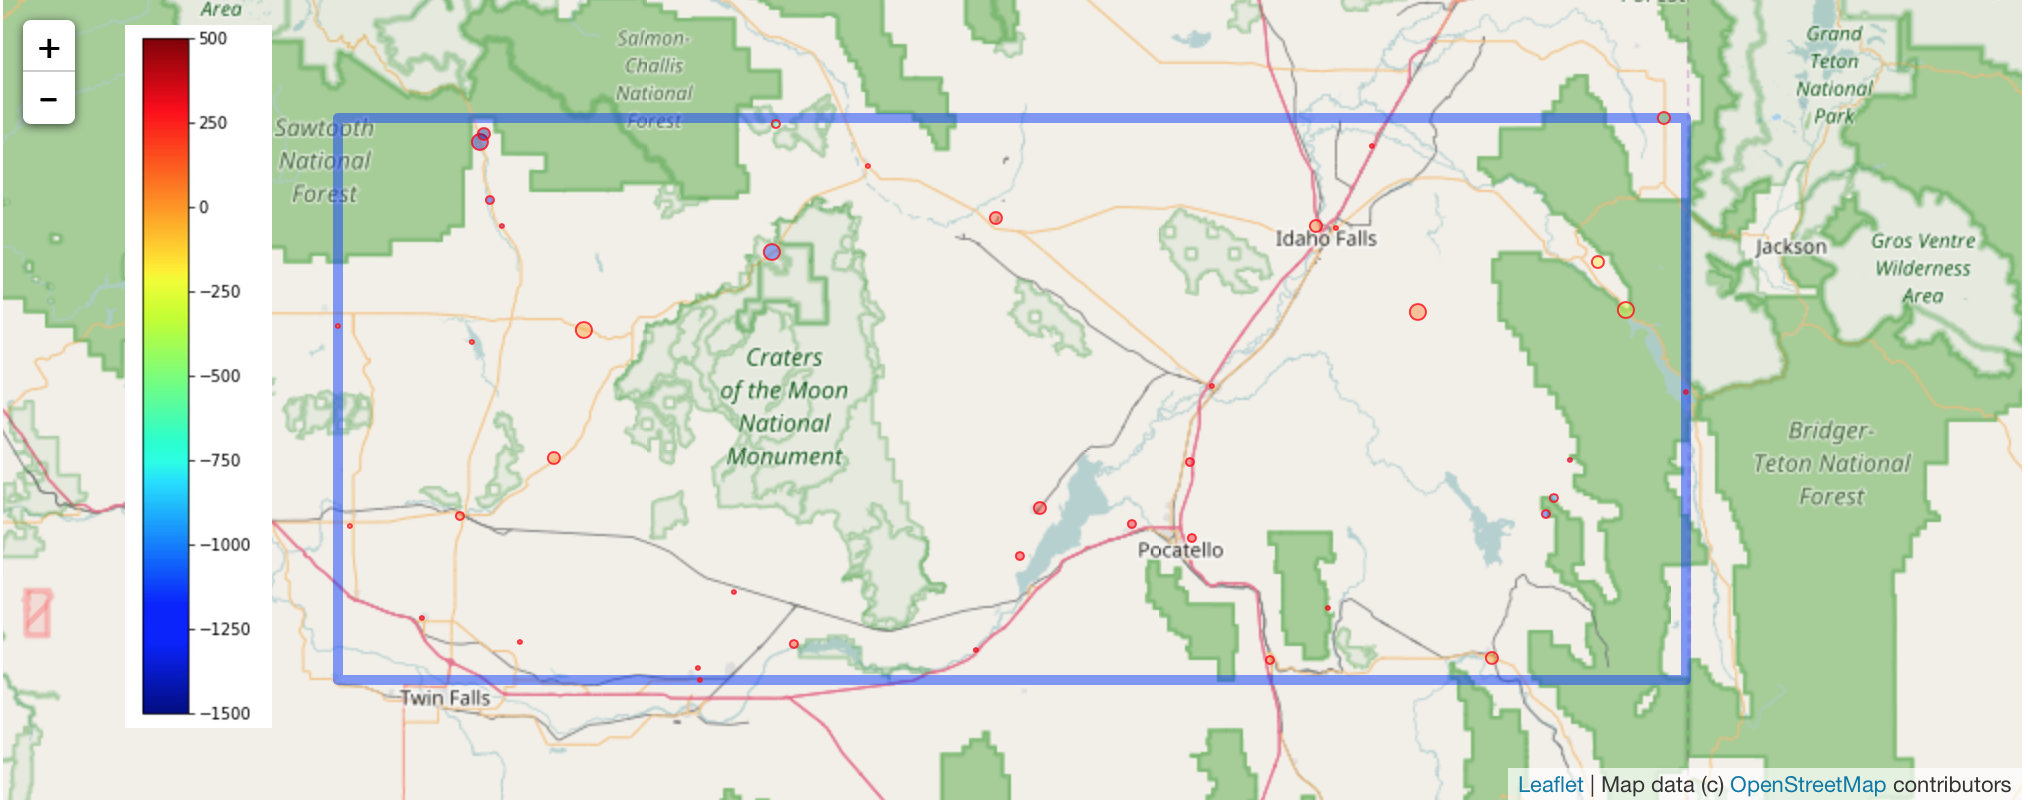 +
−
500
250
0
−250
−500
−750
−1000
−1250
−1500
Area
Salmon-
Challis
National
Forest
Sawtooth
National
Forest
Grand
Teton
National
Park
Idaho Falls
Jackson
Gros Ventre
Wilderness
Area
Craters
of the Moon
National
Monument
Bridger-
Teton National
Forest
Pocatello
Twin Falls
Leaflet | Map data (c) OpenStreetMap contributors